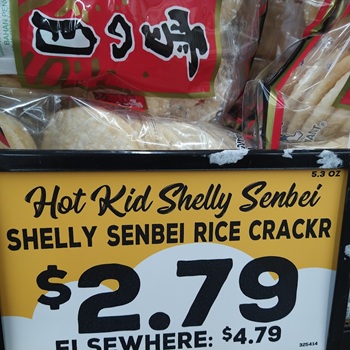 5.3 OZ
Hot Kid Shelly Senbei
SHELLY SENBEI RICE CRACKR
$2.79
ELSEWHERE: $4.79
325414